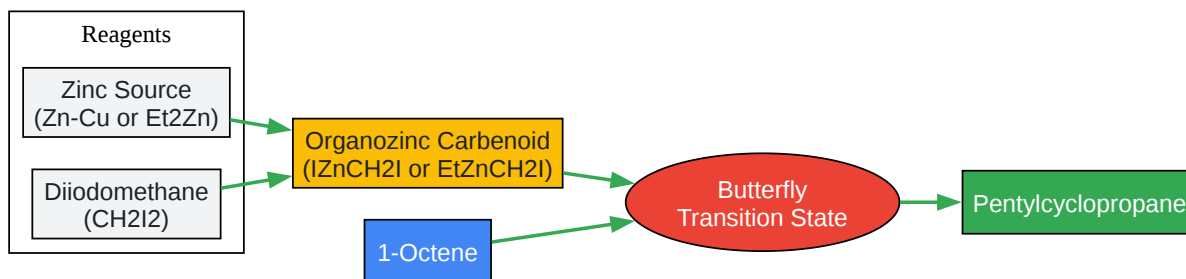 Reagents
Zinc Source
(Zn-Cu or Et2Zn)
Diiodomethane
(CH2I2)
Organozinc Carbenoid
(IZnCH2I or EtZnCH2I)
1-Octene
Butterfly
Transition State
Pentylcyclopropane